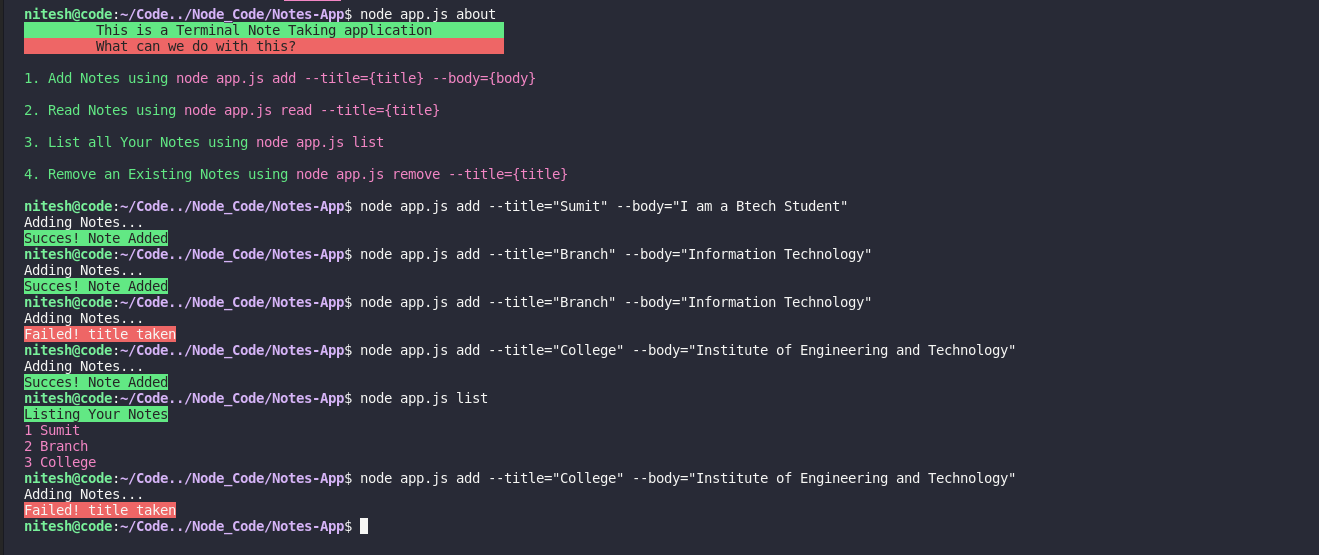 nitesh@code:~/Code../Node_Code/Notes-App$ node app.js about
This is a Terminal Note Taking application
What can we do with this?
1. Add Notes using node app.js add --title={title} --body={body}
2. Read Notes using node app.js read --title={title}
3. List all Your Notes using node app.js list
4. Remove an Existing Notes using node app.js remove --title={title}
nitesh@code:~/Code../Node_Code/Notes-App$ node app.js add --title="Sumit" --body="I am a Btech Student"
Adding Notes...
Succes! Note Added
nitesh@code:~/Code../Node_Code/Notes-App$ node app.js add --title="Branch" --body="Information Technology"
Adding Notes...
Succes! Note Added
nitesh@code:~/Code../Node_Code/Notes-App$ node app.js add --title="Branch" --body="Information Technology"
Adding Notes...
Failed! title taken
nitesh@code:~/Code../Node_Code/Notes-App$ node app.js add --title="College" --body="Institute of Engineering and Technology"
Adding Notes...
Succes! Note Added
nitesh@code:~/Code../Node_Code/Notes-App$ node app.js list
Listing Your Notes
1 Sumit
2 Branch
3 College
nitesh@code:~/Code../Node_Code/Notes-App$ node app.js add --title="College" --body="Institute of Engineering and Technology"
Adding Notes...
Failed! title taken
nitesh@code:~/Code../Node_Code/Notes-App$